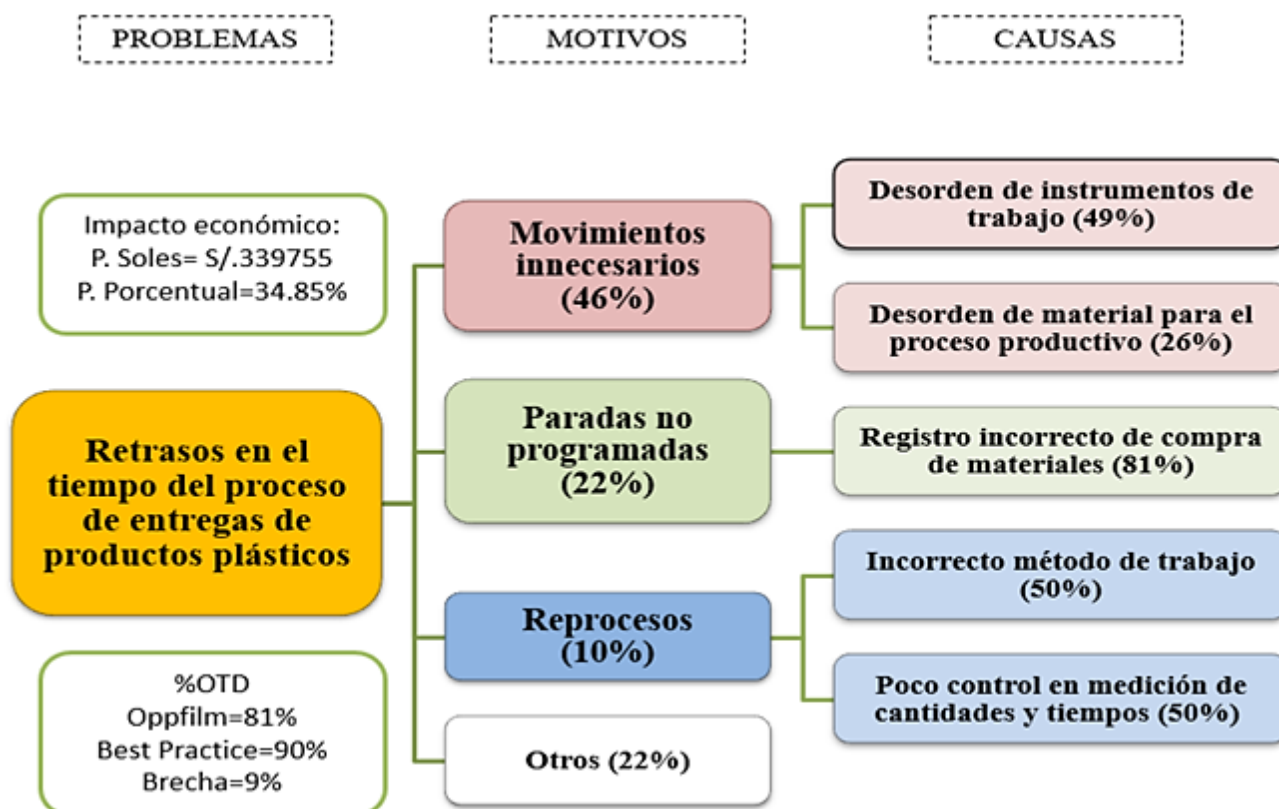 PROBLEMAS
MOTIVOS
CAUSAS
Impacto económico:
P. Soles= S/.339755
P. Porcentual=34.85%
Retrasos en el
tiempo del proceso
de entregas de
productos plásticos
%OTD
Oppfilm=81%
Best Practice=90%
Brecha=9%
Movimientos
innecesarios
(46%)
Paradas no
programadas
(22%)
Reprocesos
(10%)
Otros (22%)
Desorden de instrumentos de
trabajo (49%)
Desorden de material para el
proceso productivo (26%)
Registro incorrecto de compra
de materiales (81%)
Incorrecto método de trabajo
(50%)
Poco control en medición de
cantidades y tiempos (50%)